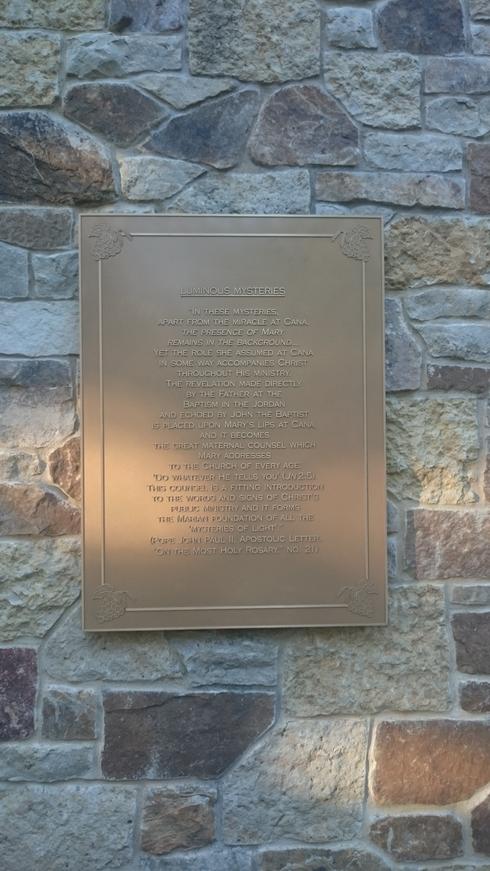 LUMINOUS MYSTERIES
"IN THESE MYSTERIES,
APART FROM THE MIRACLE AT CANA,
THE PRESENCE OF MARY
REMAINS IN THE BACKGROUND...
YET THE ROLE SHE ASSUMED AT CANA
IN SOME WAY ACCOMPANIES CHRIST
THROUGHOUT HIS MINISTRY.
THE REVELATION MADE DIRECTLY
BY THE FATHER AT THE
BAPTISM IN THE JORDAN
AND ECHOED BY JOHN THE BAPTIST
IS PLACED UPON MARY'S LIPS AT CANA,
AND IT BECOMES
THE GREAT MATERNAL COUNSEL WHICH
MARY ADDRESSES
TO THE CHURCH OF EVERY AGE:
"DO WHATEVER HE TELLS YOU (JN2:5).
THIS COUNSEL IS A FITTING INTRODUCTION
TO THE WORDS AND SIGNS OF CHRIST'S
PUBLIC MINISTRY AND IT FORMS
THE MARIAN FOUNDATION OF ALL THE
"MYSTERIES OF LIGHT"."
(POPE JOHN PAUL II, APOSTOLIC LETTER,
"ON THE MOST HOLY ROSARY," NO. 21)